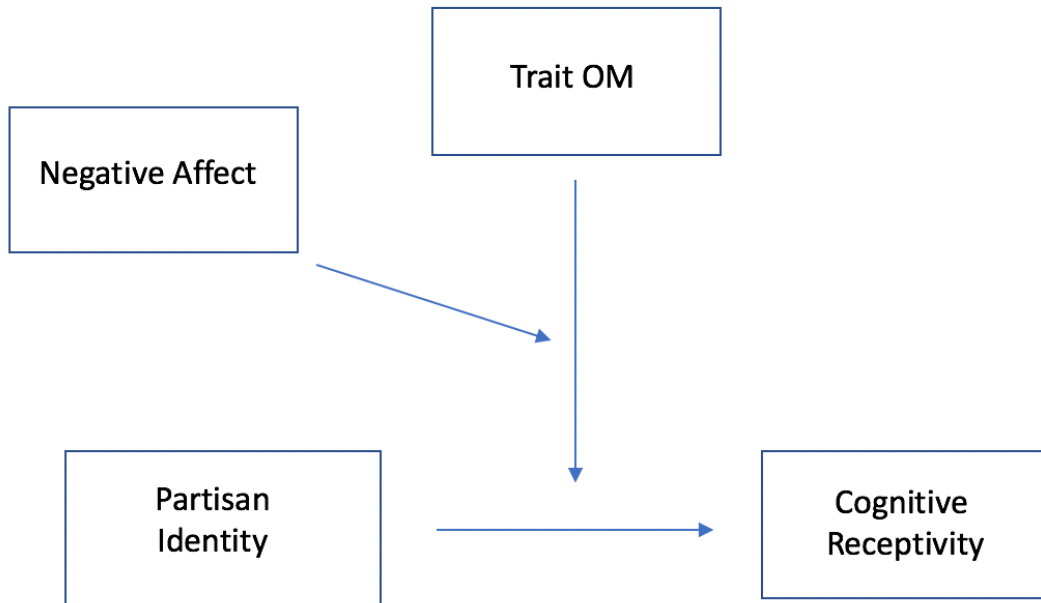 Trait OM
Negative Affect
Partisan
Identity
Cognitive
Receptivity